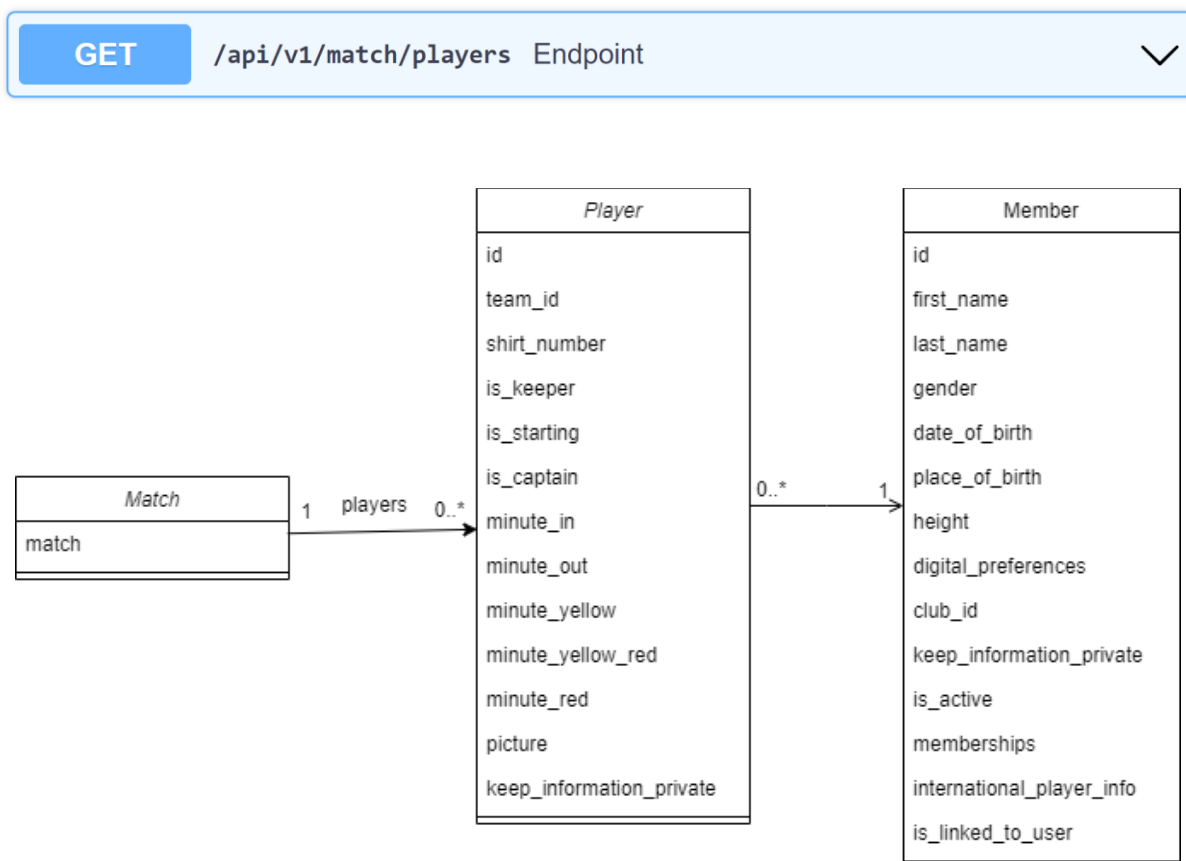 GET /api/v1/match/players Endpoint
Match
match
1 players 0..*
Player
id
team_id
shirt_number
is_keeper
is_starting
is_captain
minute_in
minute_out
minute_yellow
minute_yellow_red
minute_red
picture
keep_information_private
0..* 1
Member
id
first_name
last_name
gender
date_of_birth
place_of_birth
height
digital_preferences
club_id
keep_information_private
is_active
memberships
international_player_info
is_linked_to_user